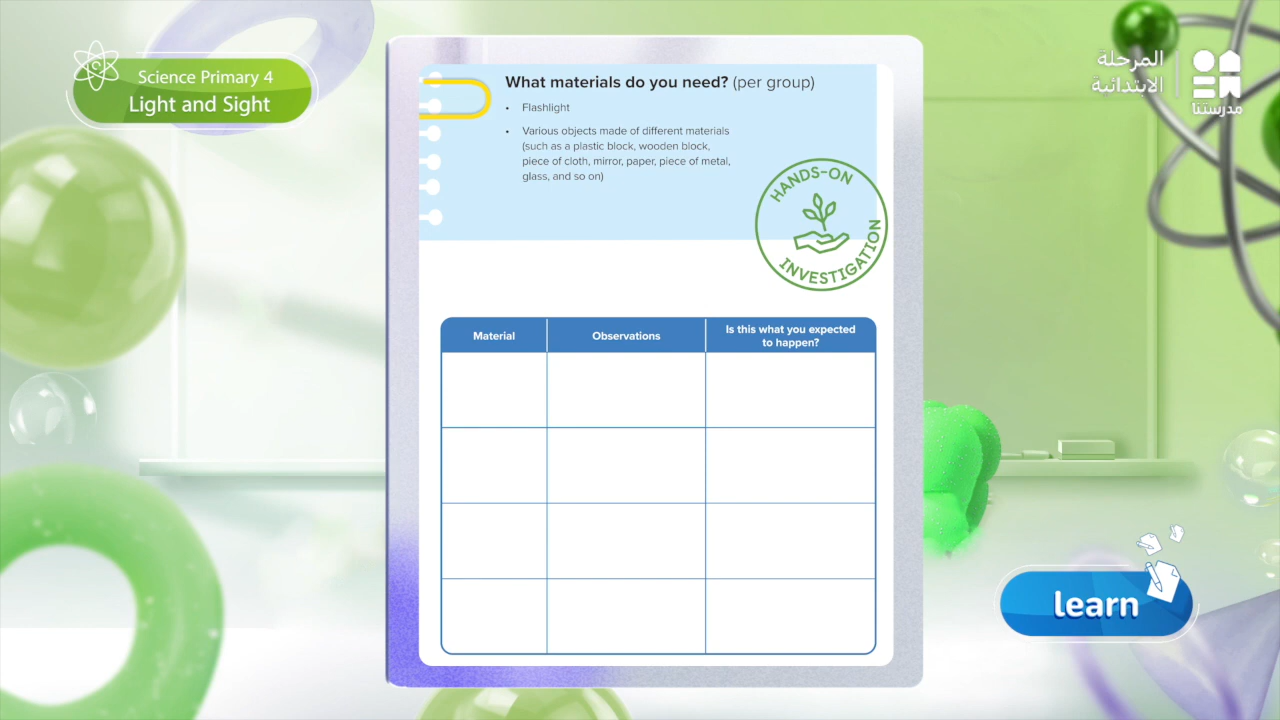 Science Primary 4
Light and Sight
المرحلة
الابتدائية
مدرستنا
What materials do you need? (per group)
• Flashlight
• Various objects made of different materials
(such as a plastic block, wooden block,
piece of cloth, mirror, paper, piece of metal,
glass, and so on)
HANDS-ON
INVESTIGATION
Material
Observations
Is this what you expected
to happen?
learn